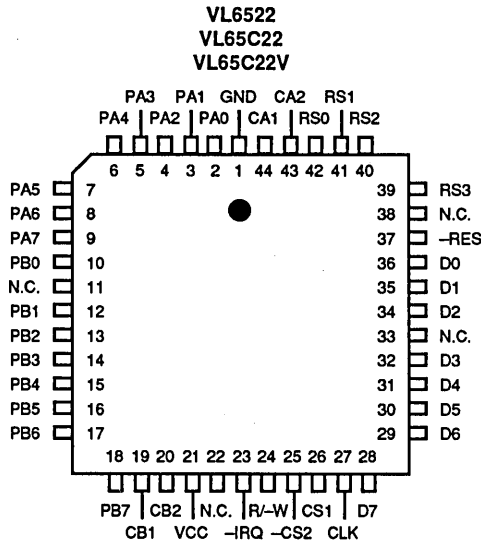 VL6522
VL65C22
VL65C22V
PA3 PA1 GND CA2 RS1
PA4 PA2 PA0 CA1 RS0 RS2
6 5 4 3 2 1 44 43 42 41 40
PA5 7 39 RS3
PA6 8 38 N.C.
PA7 9 37 –RES
PB0 10 36 D0
N.C. 11 35 D1
PB1 12 34 D2
PB2 13 33 N.C.
PB3 14 32 D3
PB4 15 31 D4
PB5 16 30 D5
PB6 17 29 D6
18 19 20 21 22 23 24 25 26 27 28
PB7 CB2 N.C. R/–W CS1 D7
CB1 VCC –IRQ –CS2 CLK